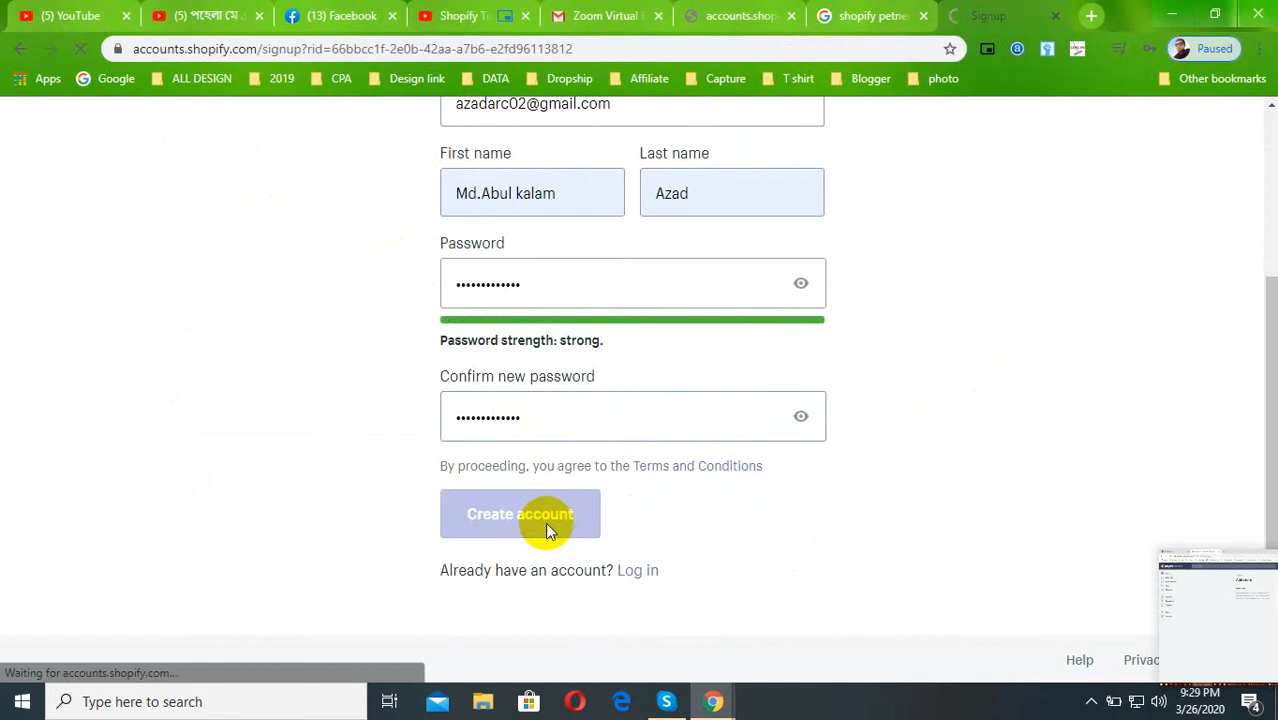 (5) YouTube
(5) পহেলা মে
(13) Facebook
Shopify Tu
Zoom Virtual
accounts.shop
shopify petne
Signup
accounts.shopify.com/signup?rid=66bbcc1f-2e0b-42aa-a7b6-e2fd96113812
Paused
Apps
Google
ALL DESIGN
2019
CPA
Design link
DATA
Dropship
Affiliate
Capture
T shirt
Blogger
photo
Other bookmarks
azadarc02@gmail.com
First name
Last name
Md.Abul kalam
Azad
Password
•••••••••••••
Password strength: strong.
Confirm new password
•••••••••••••
By proceeding, you agree to the Terms and Conditions
Create account
Already have an account? Log in
Help
Privac
Waiting for accounts.shopify.com...
Type here to search
9:29 PM
3/26/2020
4